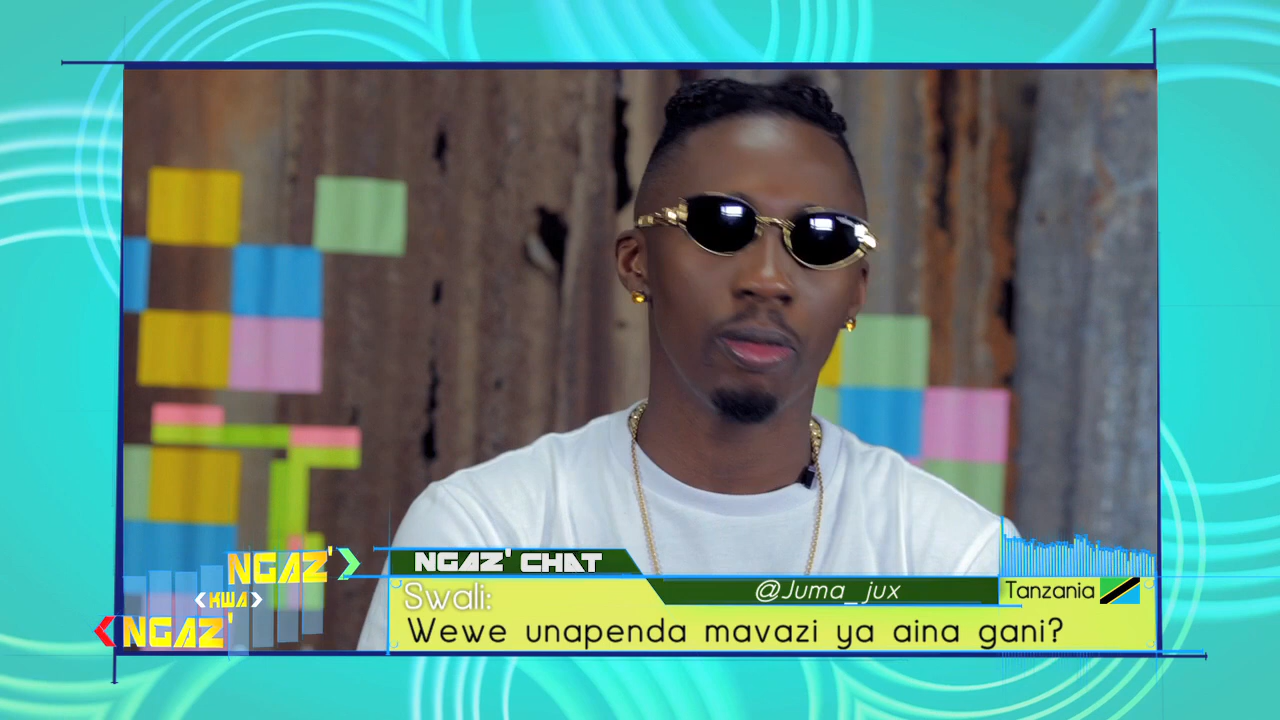 NGAZ'
KWA
NGAZ'
NGAZ' CHAT
@Juma_jux
Tanzania
Swali:
Wewe unapenda mavazi ya aina gani?